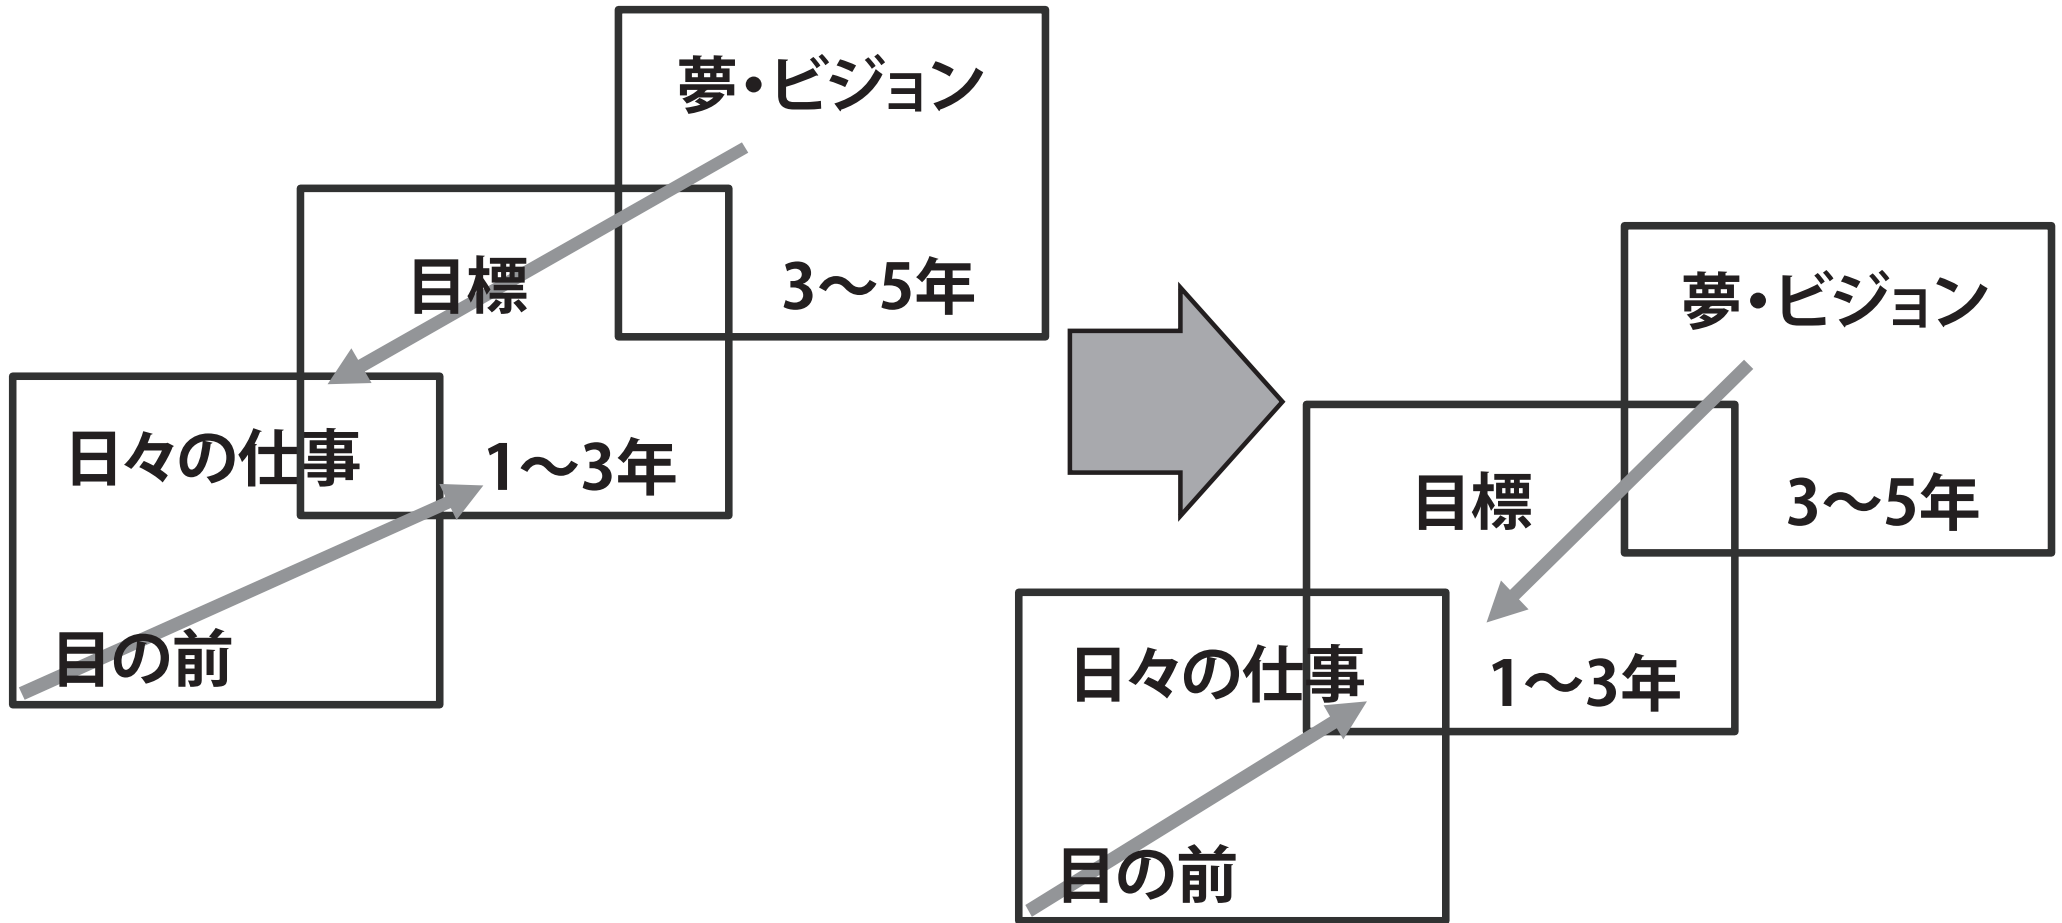 夢・ビジョン
3～5年
目標
1～3年
日々の仕事
目の前
夢・ビジョン
3～5年
目標
1～3年
日々の仕事
目の前